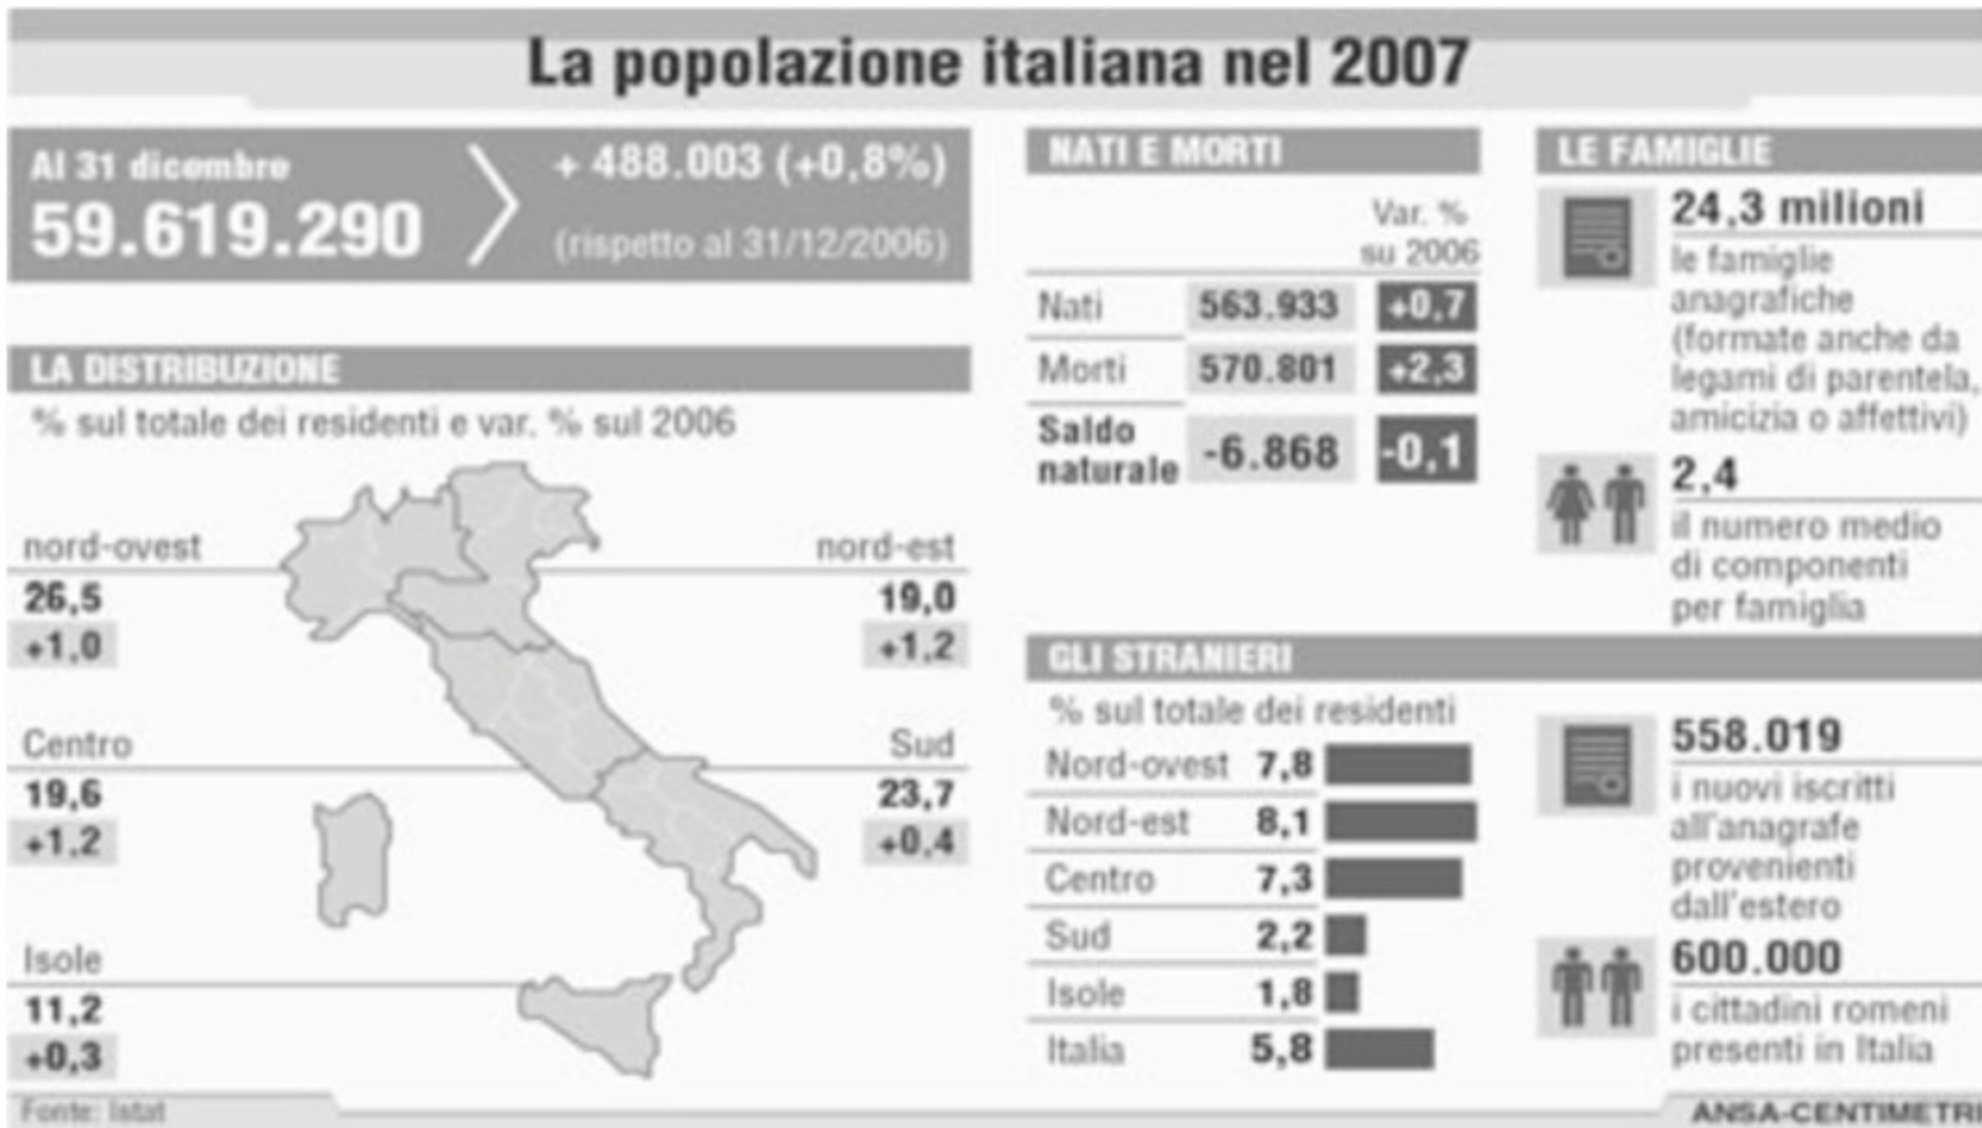 La popolazione italiana nel 2007
Al 31 dicembre
59.619.290
+ 488.003 (+0,8%)
(rispetto al 31/12/2006)
LA DISTRIBUZIONE
% sul totale dei residenti e var. % sul 2006
nord-ovest
26,5
+1,0
nord-est
19,0
+1,2
Centro
19,6
+1,2
Sud
23,7
+0,4
Isole
11,2
+0,3
NATI E MORTI
Var. %
su 2006
Nati 563.933 +0,7
Morti 570.801 +2,3
Saldo
naturale -6.868 -0,1
LE FAMIGLIE
24,3 milioni
le famiglie
anagrafiche
(formate anche da
legami di parentela,
amicizia o affettivi)
2,4
il numero medio
di componenti
per famiglia
GLI STRANIERI
% sul totale dei residenti
Nord-ovest 7,8
Nord-est 8,1
Centro 7,3
Sud 2,2
Isole 1,8
Italia 5,8
558.019
i nuovi iscritti
all'anagrafe
provenienti
dall'estero
600.000
i cittadini romeni
presenti in Italia
Fonte: Istat
ANSA-CENTIMETRI